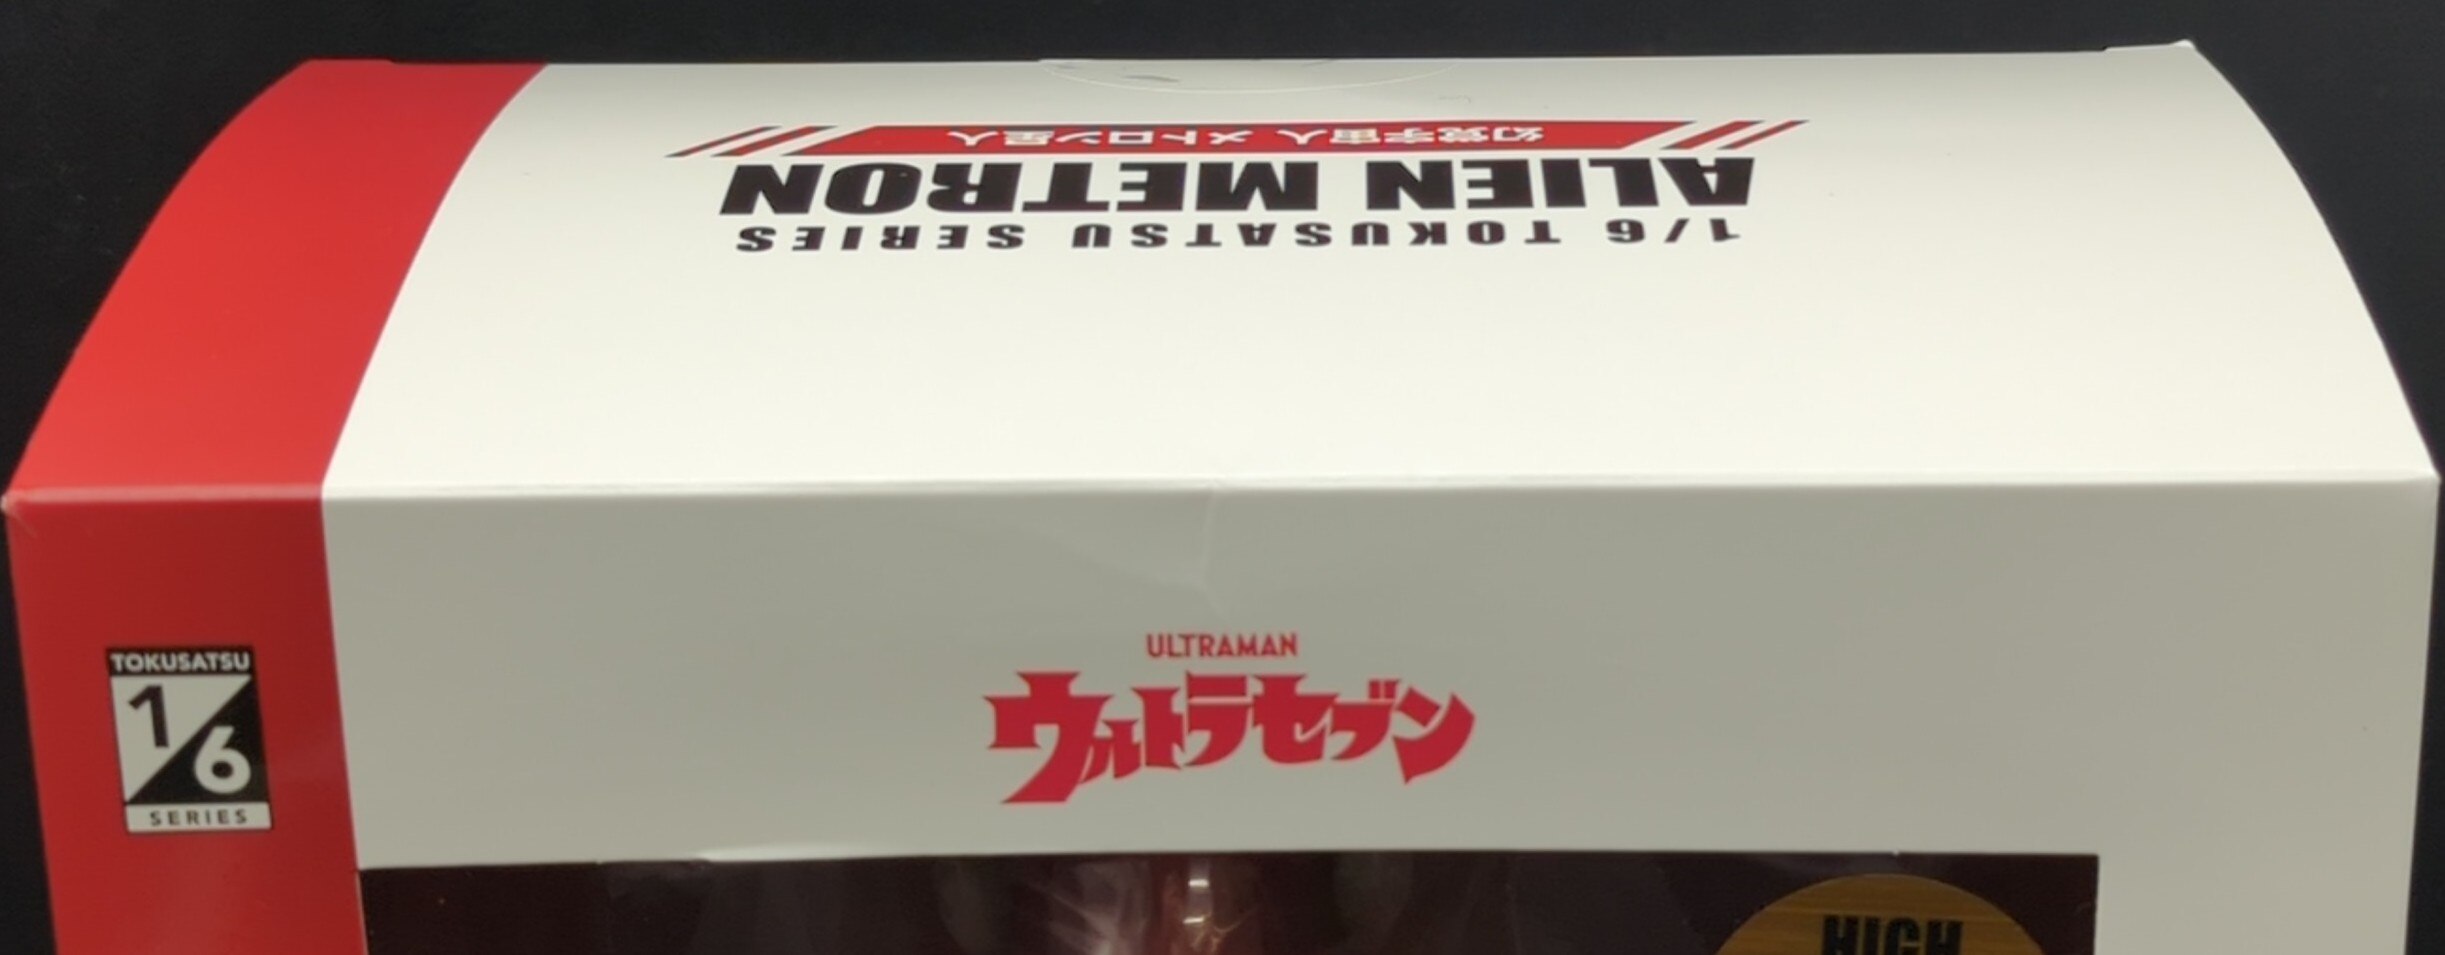 1/6 TOKUSATSU SERIES
ALIEN METRON
幻覚宇宙人 メトロン星人
ULTRAMAN
ウルトラセブン
TOKUSATSU
1/6
SERIES
HIGH